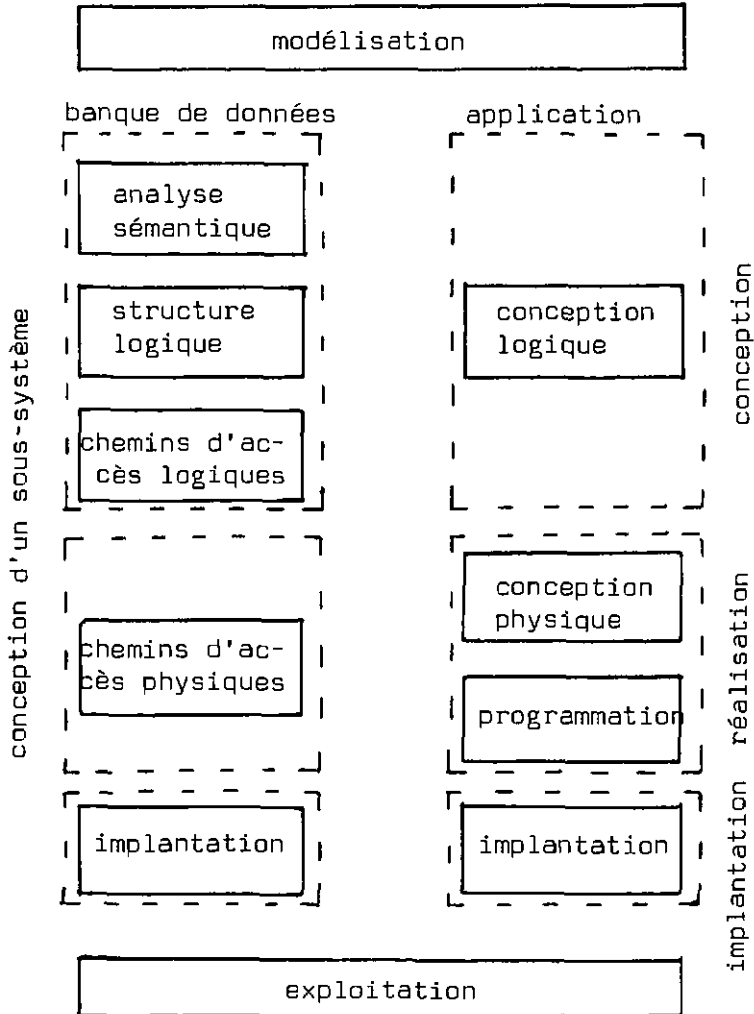 modélisation
banque de données
application
analyse
sémantique
structure
logique
chemins d'ac-
cès logiques
conception
logique
chemins d'ac-
cès physiques
conception
physique
programmation
implantation
implantation
exploitation
conception d'un sous-système
conception
réalisation
implantation